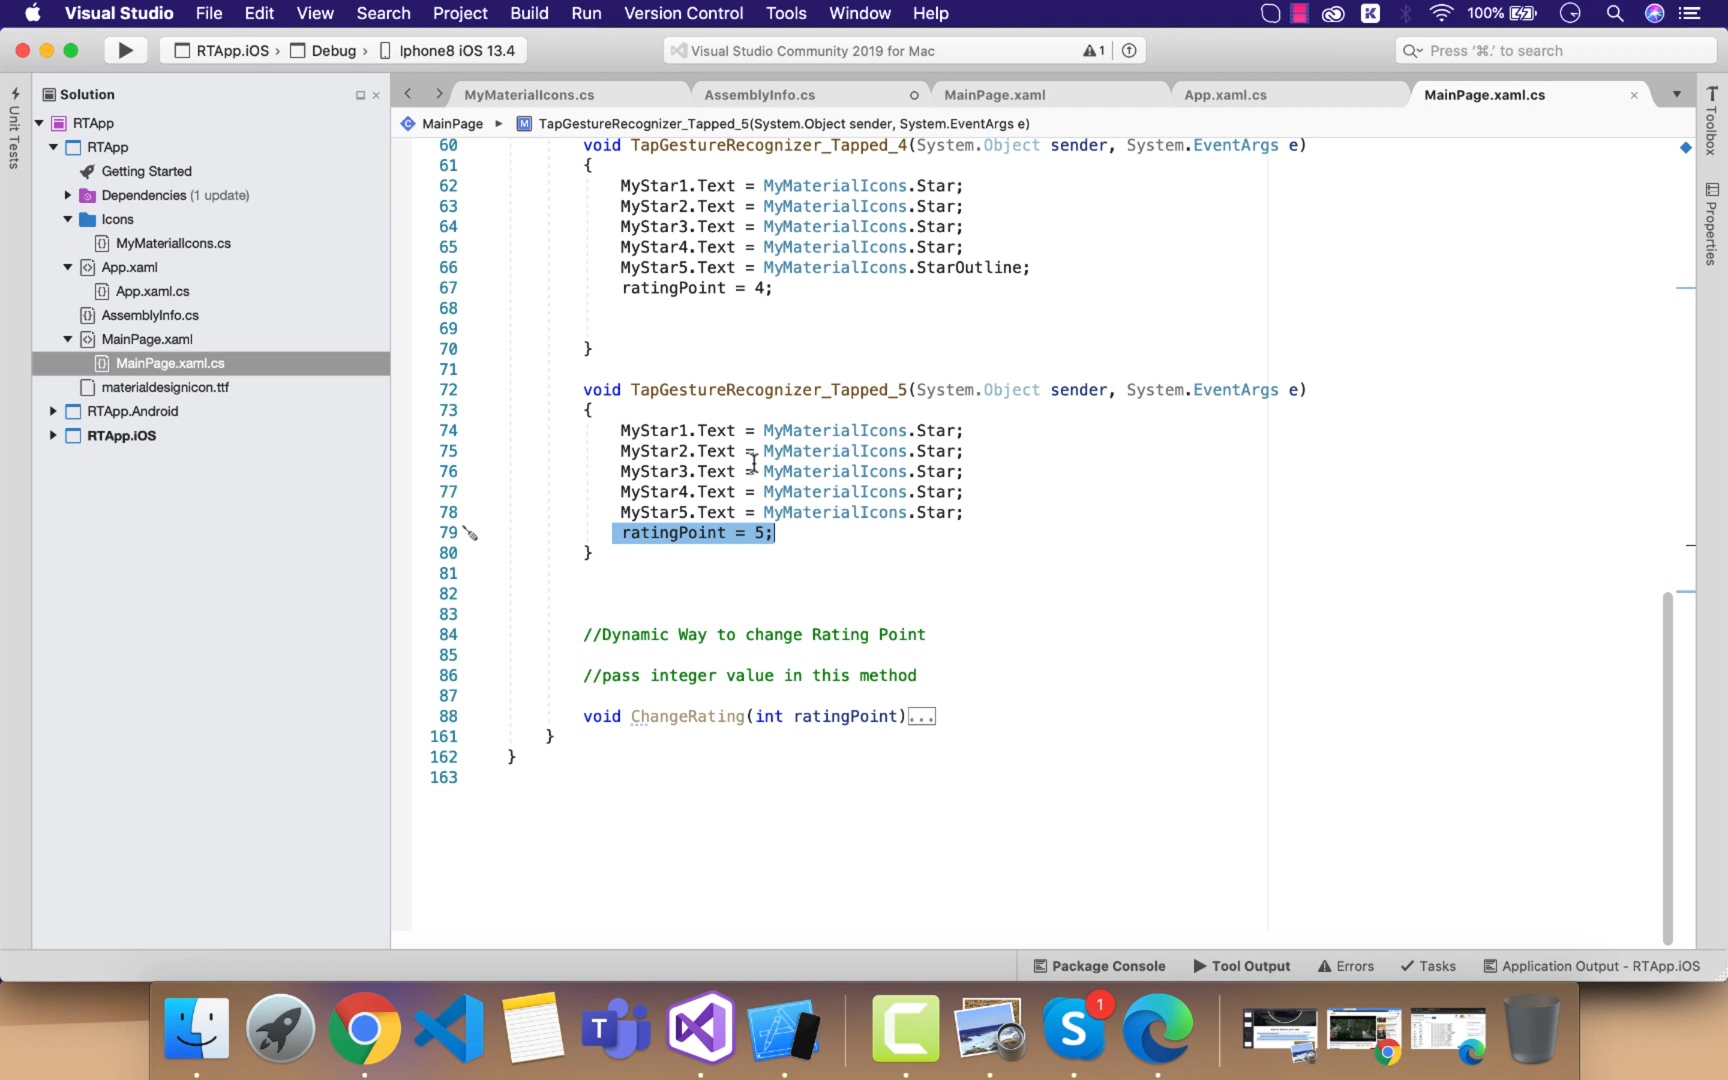 Visual Studio File Edit View Search Project Build Run Version Control Tools Window Help 100%
RTApp.iOS › Debug › Iphone8 iOS 13.4 Visual Studio Community 2019 for Mac 1 Press ‘⌘.’ to search
Solution
MyMaterialIcons.cs AssemblyInfo.cs MainPage.xaml App.xaml.cs MainPage.xaml.cs
MainPage TapGestureRecognizer_Tapped_5(System.Object sender, System.EventArgs e)
Unit Tests
RTApp
RTApp
Getting Started
Dependencies (1 update)
Icons
MyMaterialIcons.cs
App.xaml
App.xaml.cs
AssemblyInfo.cs
MainPage.xaml
MainPage.xaml.cs
materialdesignicon.ttf
RTApp.Android
RTApp.iOS
60 void TapGestureRecognizer_Tapped_4(System.Object sender, System.EventArgs e)
61 {
62 MyStar1.Text = MyMaterialIcons.Star;
63 MyStar2.Text = MyMaterialIcons.Star;
64 MyStar3.Text = MyMaterialIcons.Star;
65 MyStar4.Text = MyMaterialIcons.Star;
66 MyStar5.Text = MyMaterialIcons.StarOutline;
67 ratingPoint = 4;
68
69
70 }
71
72 void TapGestureRecognizer_Tapped_5(System.Object sender, System.EventArgs e)
73 {
74 MyStar1.Text = MyMaterialIcons.Star;
75 MyStar2.Text = MyMaterialIcons.Star;
76 MyStar3.Text = MyMaterialIcons.Star;
77 MyStar4.Text = MyMaterialIcons.Star;
78 MyStar5.Text = MyMaterialIcons.Star;
79 ratingPoint = 5;
80 }
81
82
83
84 //Dynamic Way to change Rating Point
85
86 //pass integer value in this method
87
88 void ChangeRating(int ratingPoint)...
161 }
162 }
163
Toolbox
Properties
Package Console Tool Output Errors Tasks Application Output - RTApp.iOS
T
S
1